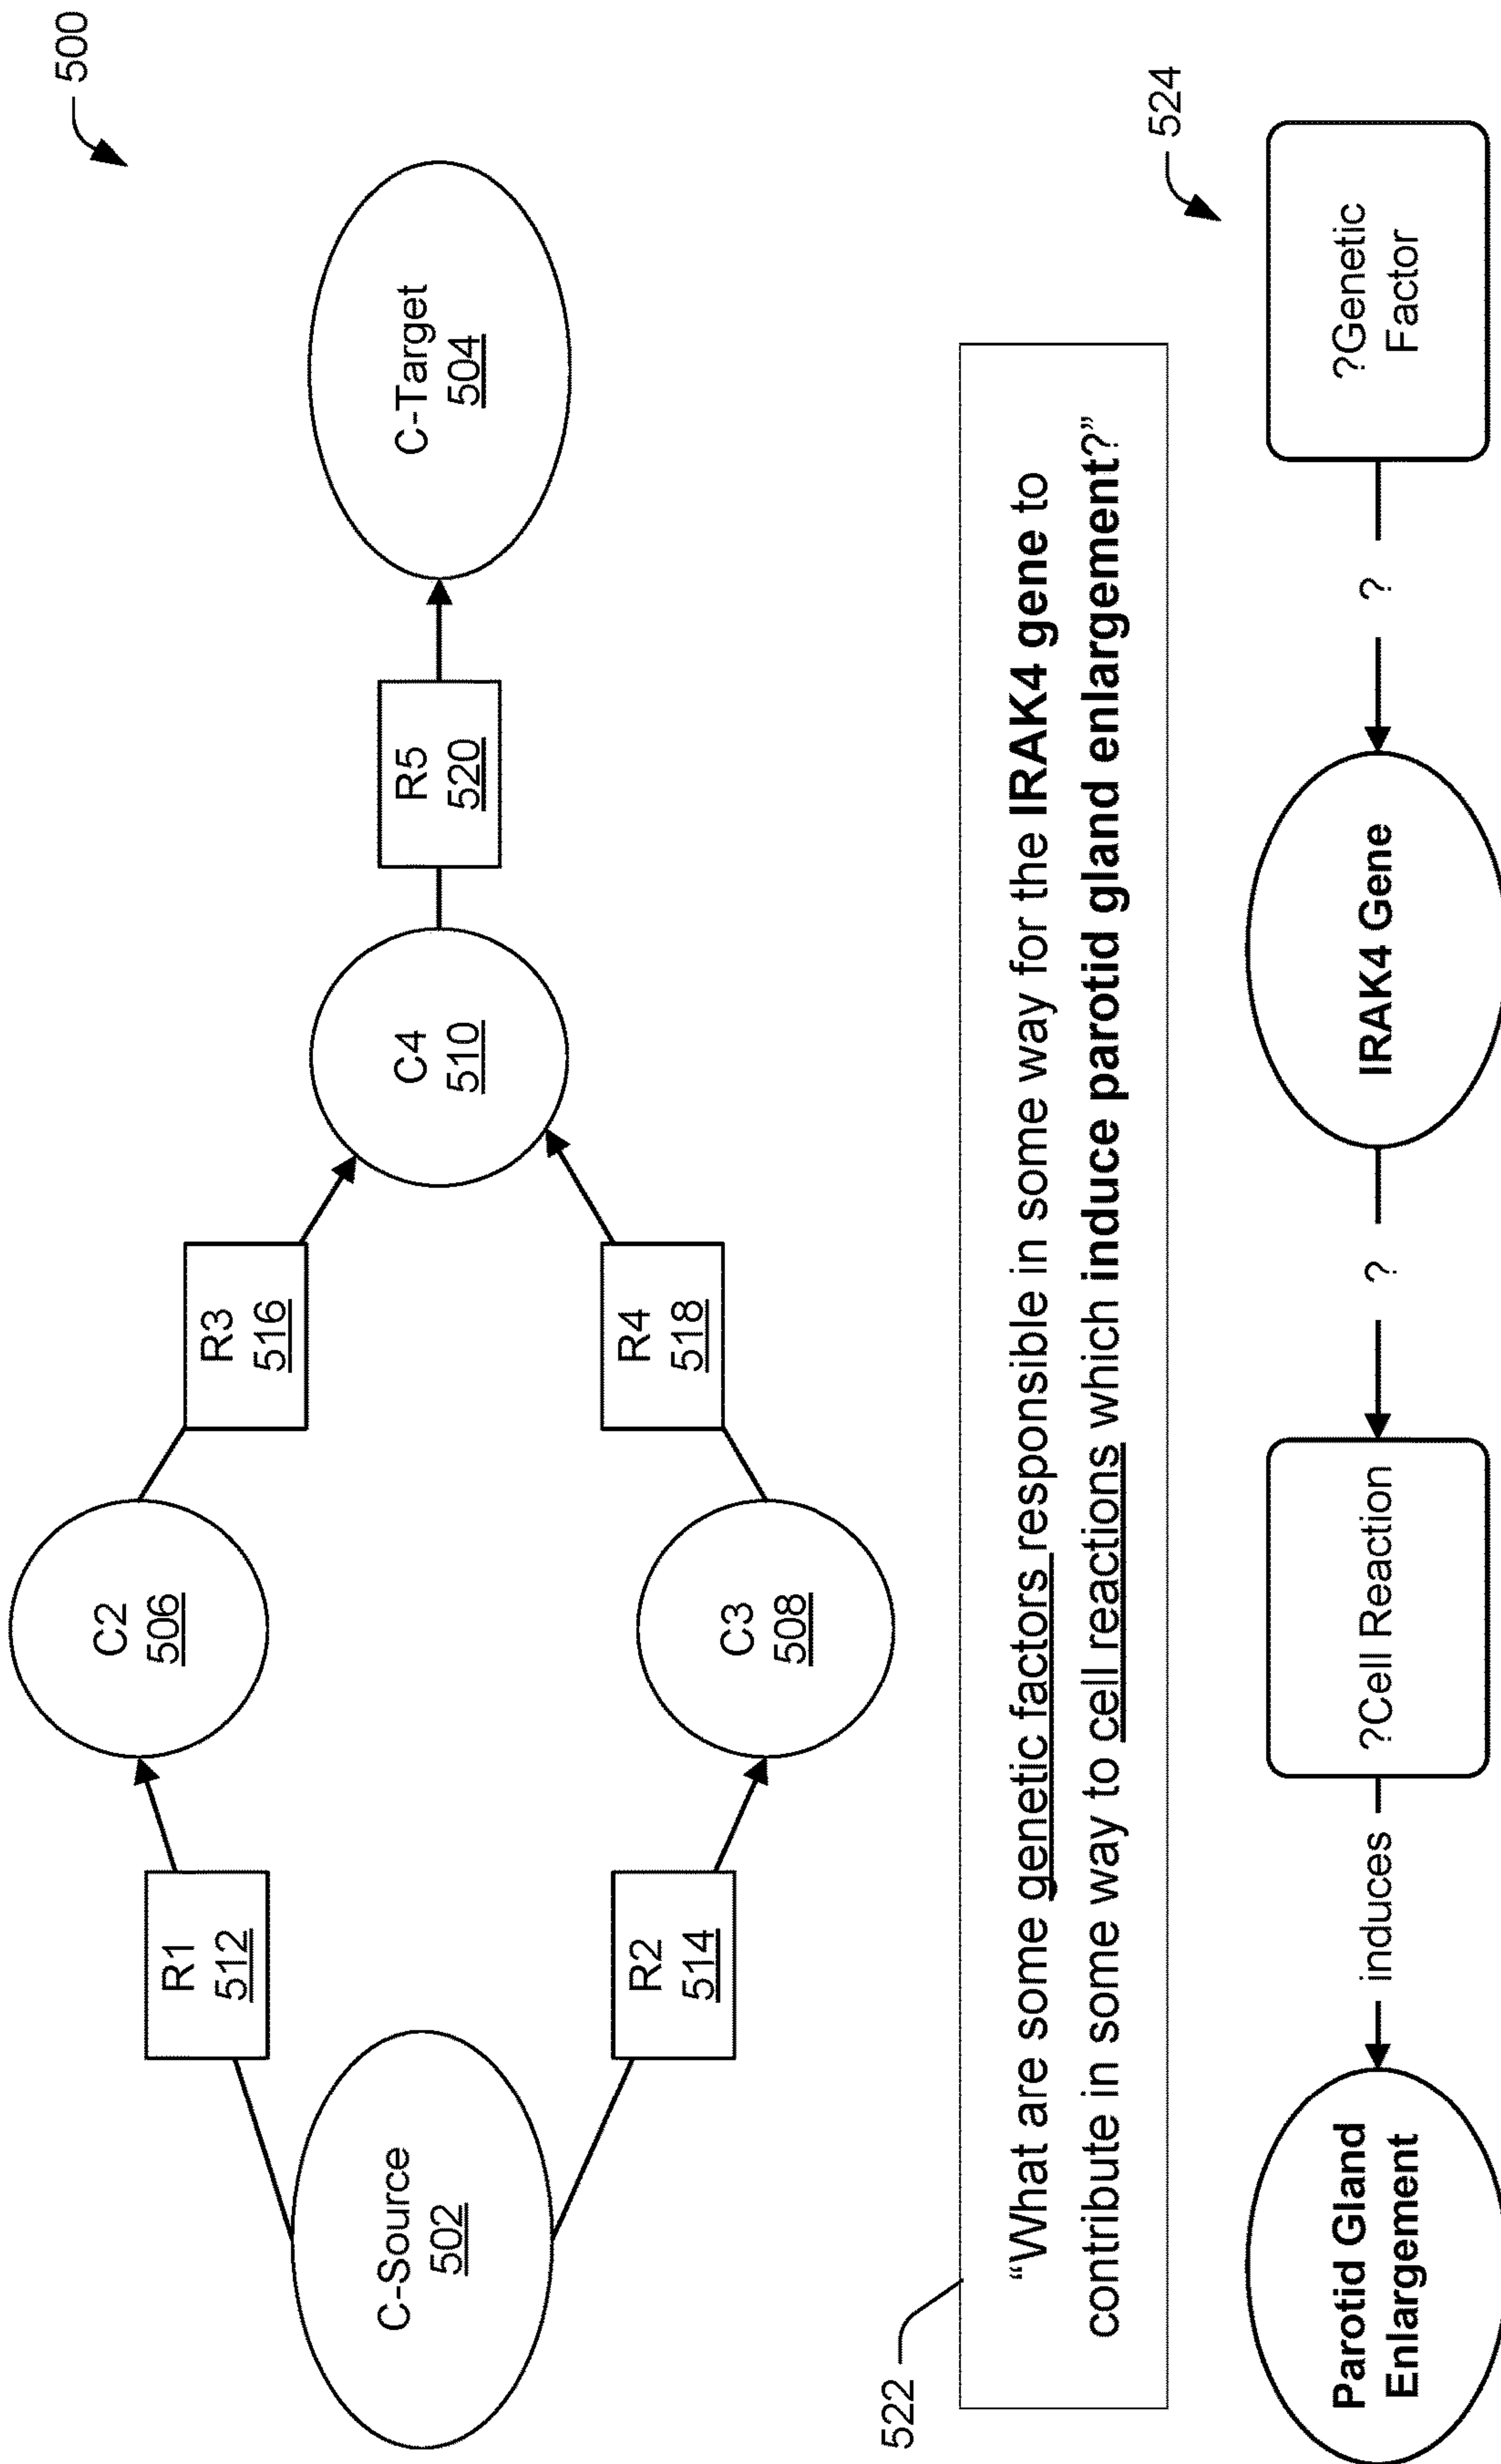 500
C-Source
502
R1
512
R2
514
C2
506
C3
508
R3
516
R4
518
C4
510
R5
520
C-Target
504
522
“What are some genetic factors responsible in some way for the IRAK4 gene to
contribute in some way to cell reactions which induce parotid gland enlargement?”
524
Parotid Gland
Enlargement
induces
?Cell Reaction
?
IRAK4 Gene
?
?Genetic
Factor